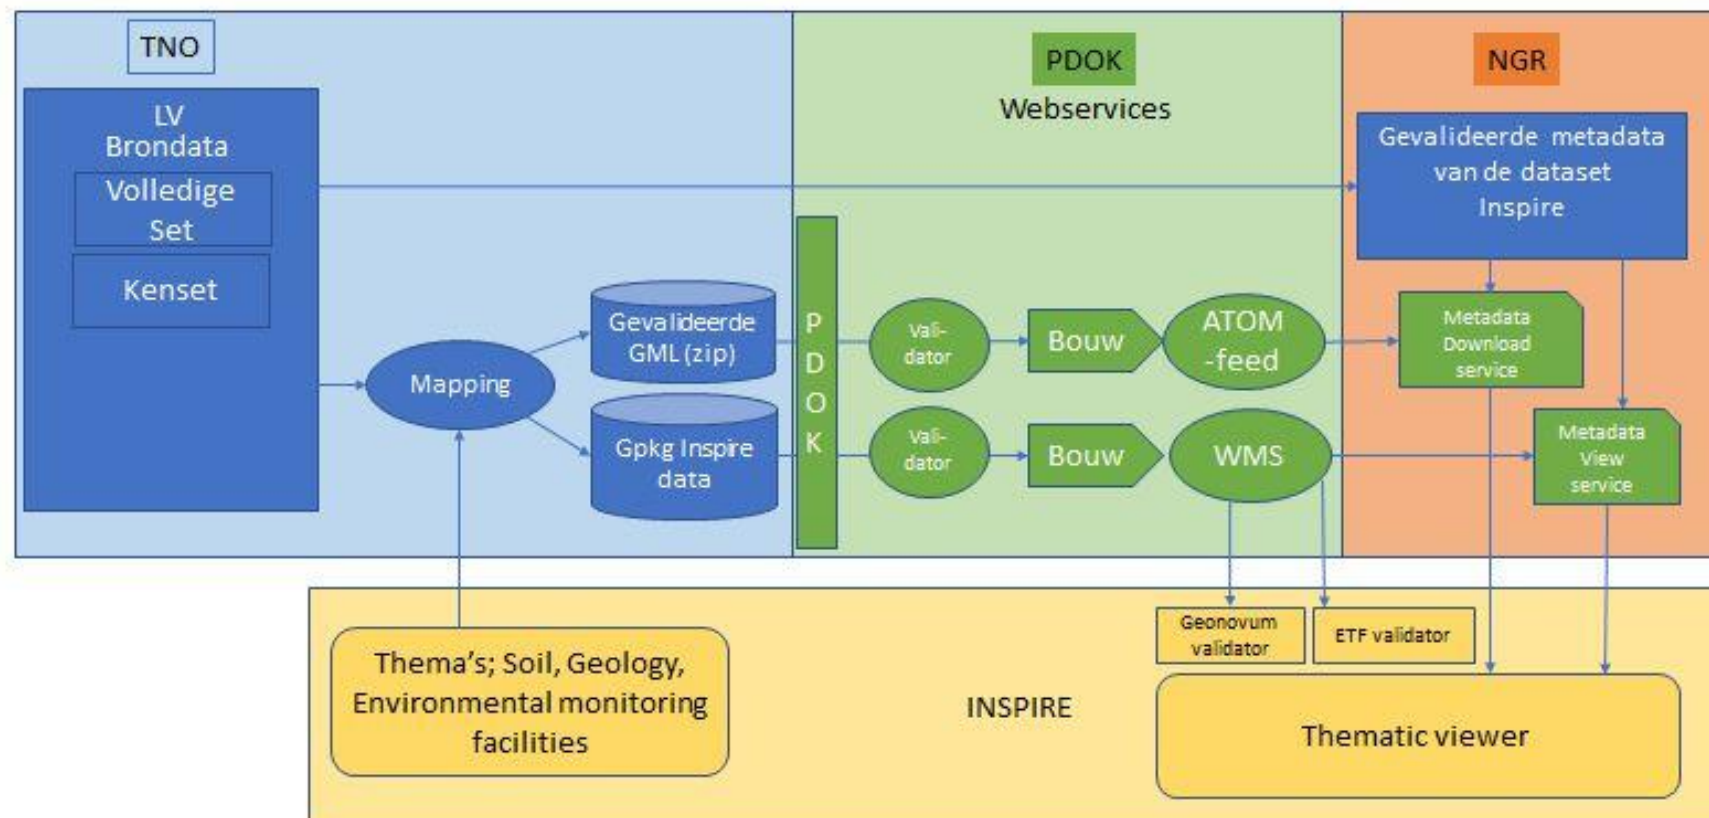 TNO
LV
Brondata
Volledige
Set
Kenset
Mapping
Gevalideerde
GML (zip)
Gpkg Inspire
data
PDOK
Webservices
P
D
O
K
Vali-
dator
Bouw
ATOM
-feed
Vali-
dator
Bouw
WMS
NGR
Gevalideerde metadata
van de dataset
Inspire
Metadata
Download
service
Metadata
View
service
Thema's; Soil, Geology,
Environmental monitoring
facilities
INSPIRE
Geonovum
validator
ETF validator
Thematic viewer